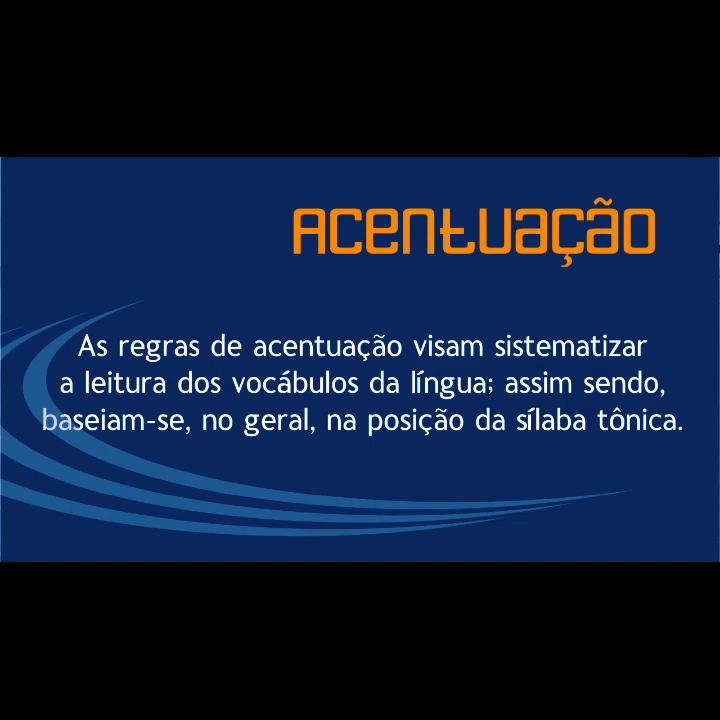 Acentuação
As regras de acentuação visam sistematizar
a leitura dos vocábulos da língua; assim sendo,
baseiam-se, no geral, na posição da sílaba tônica.